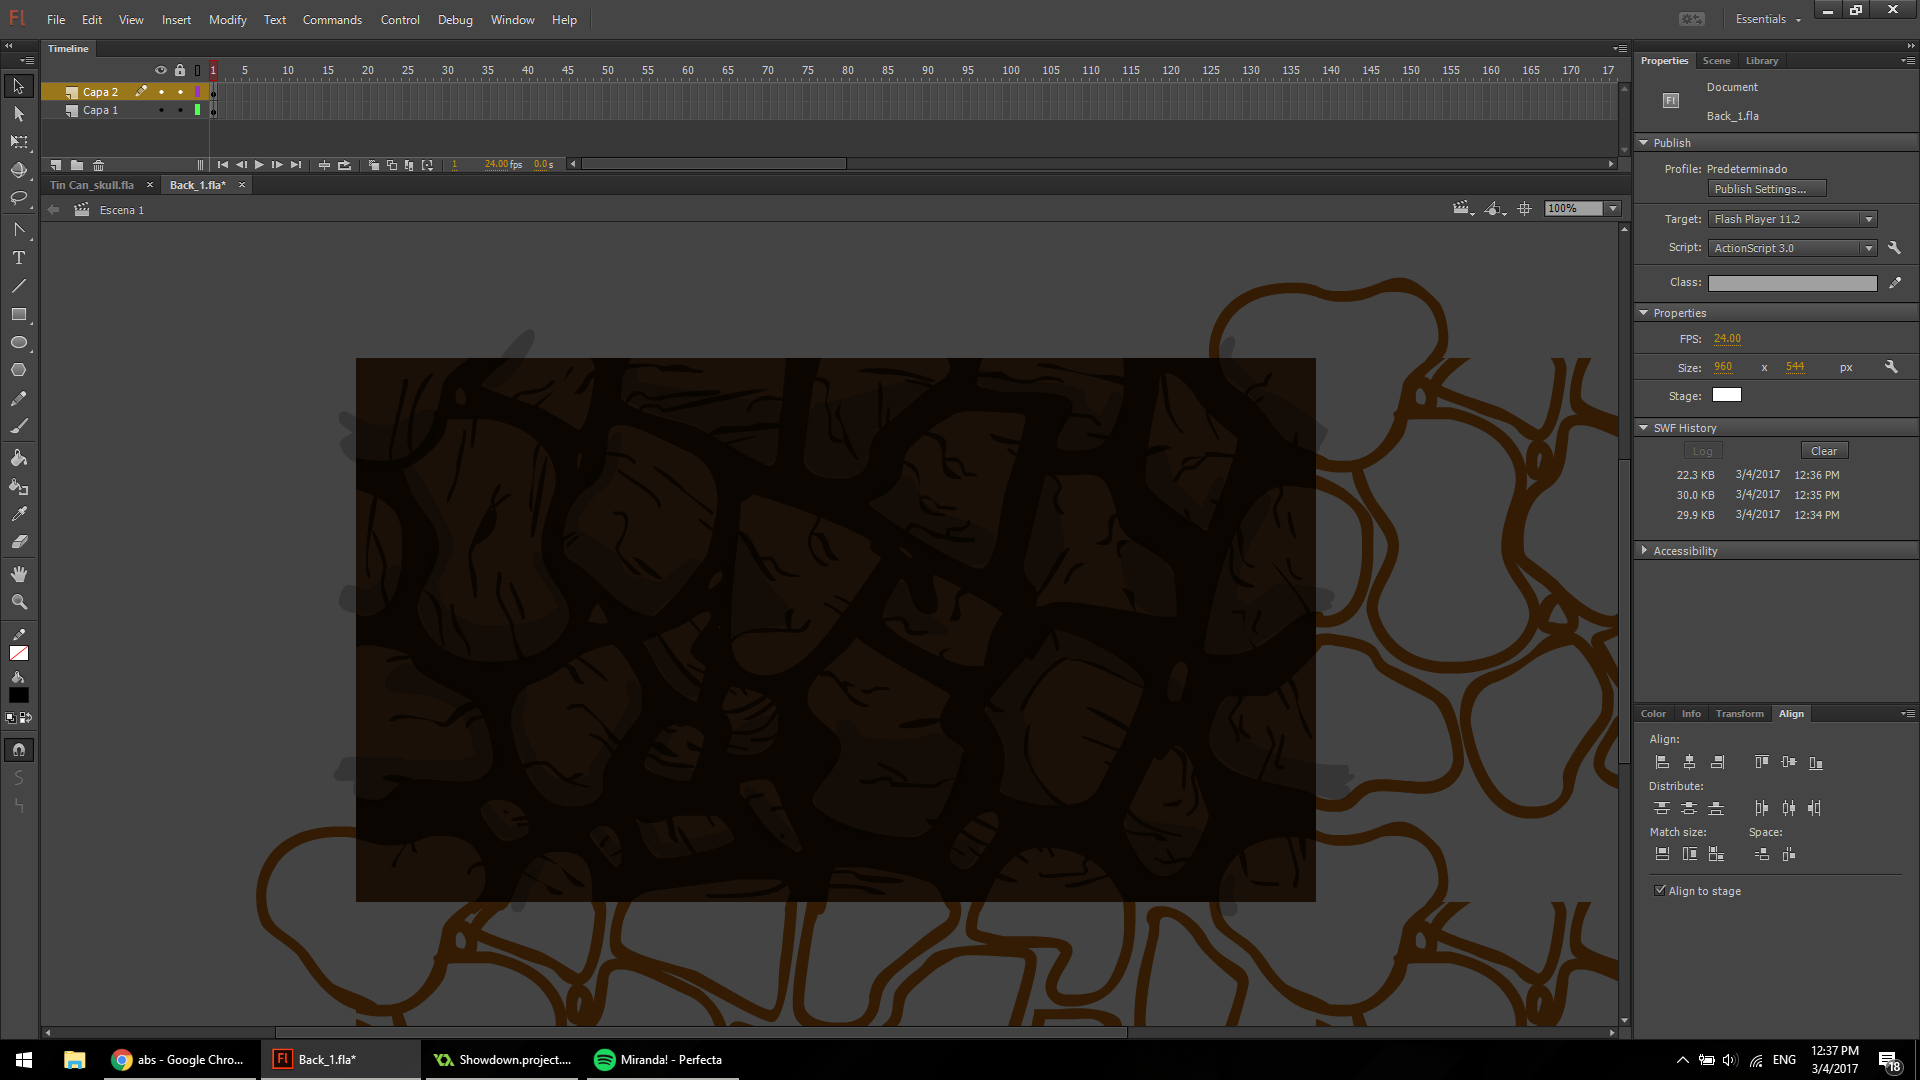 Fl File Edit View Insert Modify Text Commands Control Debug Window Help Essentials
Timeline
1 5 10 15 20 25 30 35 40 45 50 55 60 65 70 75 80 85 90 95 100 105 110 115 120 125 130 135 140 145 150 155 160 165 170 17
Capa 2
Capa 1
1 24.00 fps 0.0 s
Tin Can_skull.fla Back_1.fla*
Escena 1 100%
T
Properties Scene Library
Document
Fl
Back_1.fla
Publish
Profile: Predeterminado
Publish Settings...
Target: Flash Player 11.2
Script: ActionScript 3.0
Class:
Properties
FPS: 24.00
Size: 960 x 544 px
Stage:
SWF History
Log Clear
22.3 KB 3/4/2017 12:36 PM
30.0 KB 3/4/2017 12:35 PM
29.9 KB 3/4/2017 12:34 PM
Accessibility
Color Info Transform Align
Align:
Distribute:
Match size: Space:
Align to stage
abs - Google Chro... Fl Back_1.fla* Showdown.project.... Miranda! - Perfecta ENG 12:37 PM
3/4/2017 18